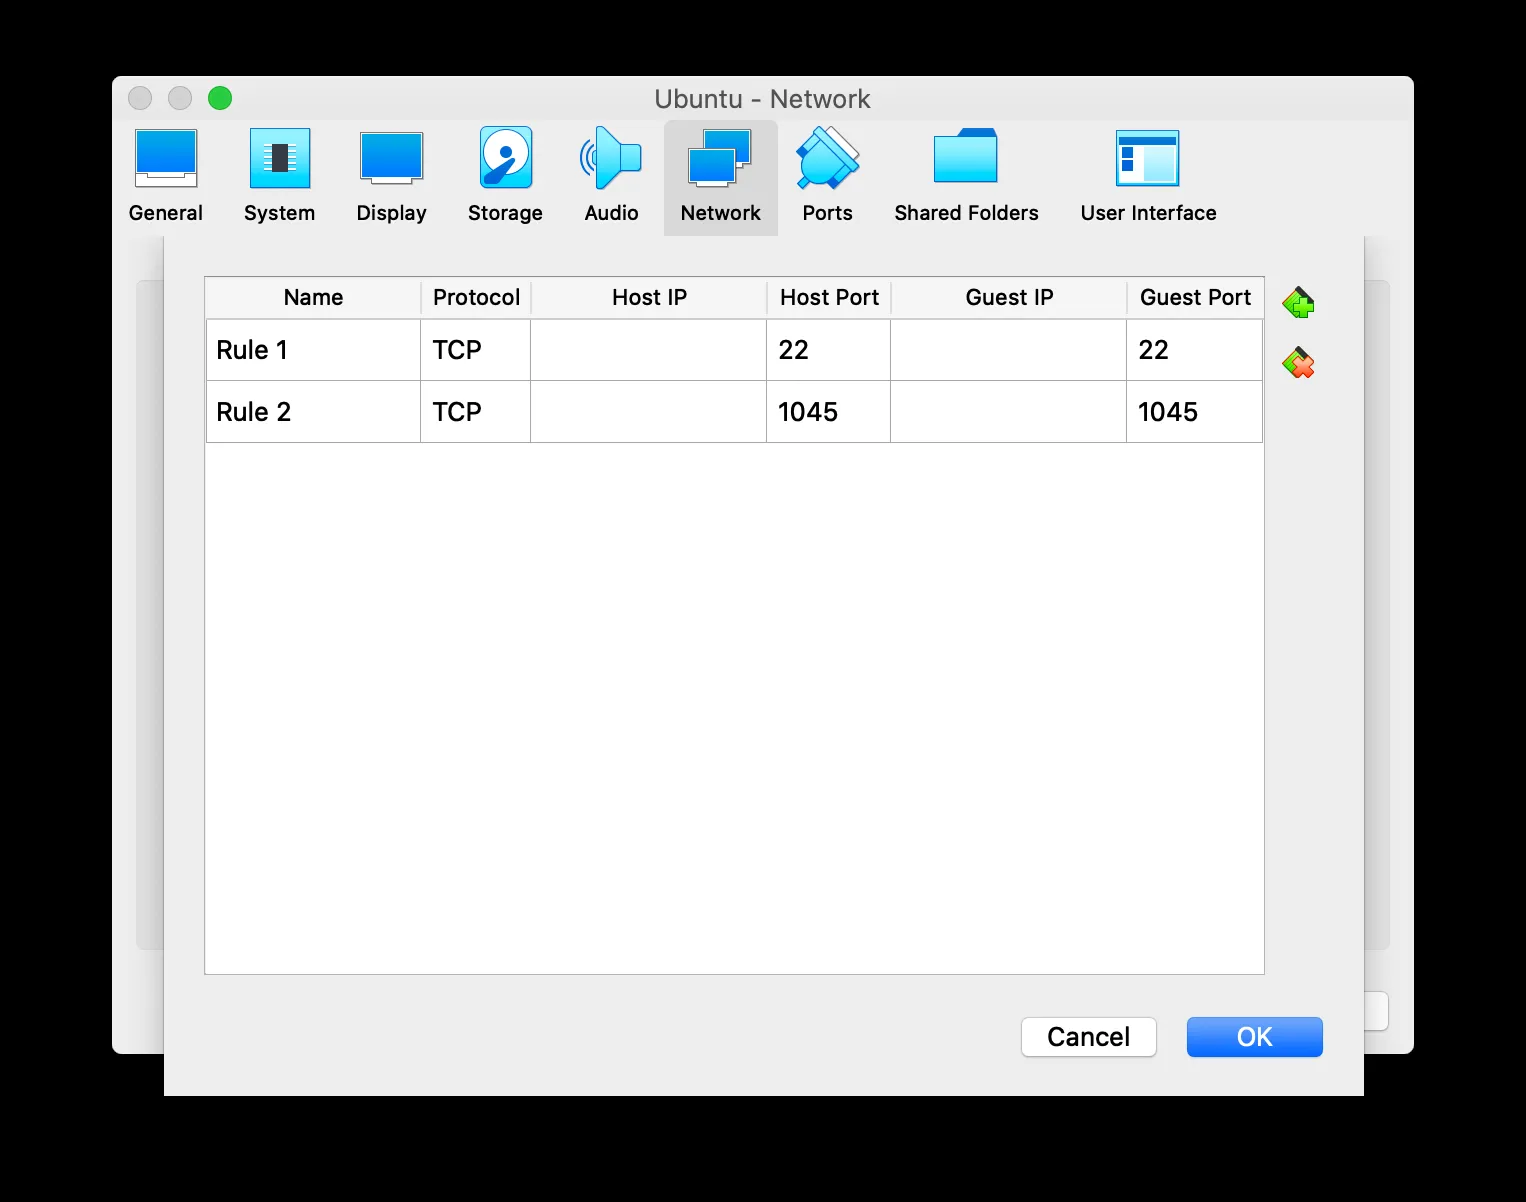 Ubuntu - Network
General System Display Storage Audio Network Ports Shared Folders User Interface
Name Protocol Host IP Host Port Guest IP Guest Port
Rule 1 TCP 22 22
Rule 2 TCP 1045 1045
Cancel OK